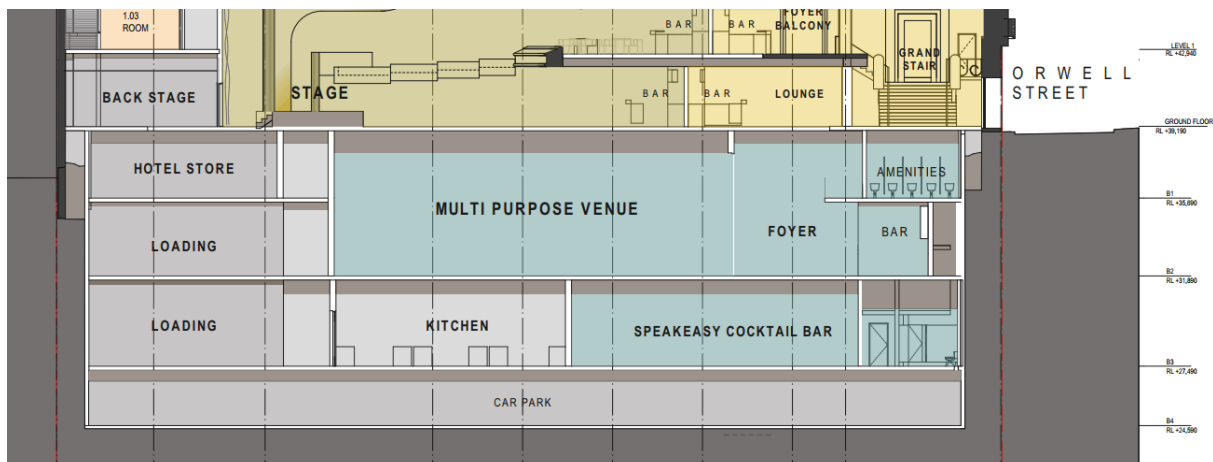 1.03
ROOM
BAR
BAR
FOYER
BALCONY
GRAND
STAIR
C
LEVEL 1
RL +42,940
ORWELL
STREET
BACK STAGE
STAGE
BAR
BAR
LOUNGE
GROUND FLOOR
RL +39,190
HOTEL STORE
AMENITIES
B1
RL +35,690
MULTI PURPOSE VENUE
LOADING
FOYER
BAR
B2
RL +31,890
LOADING
KITCHEN
SPEAKEASY COCKTAIL BAR
B3
RL +27,490
CAR PARK
B4
RL +24,590